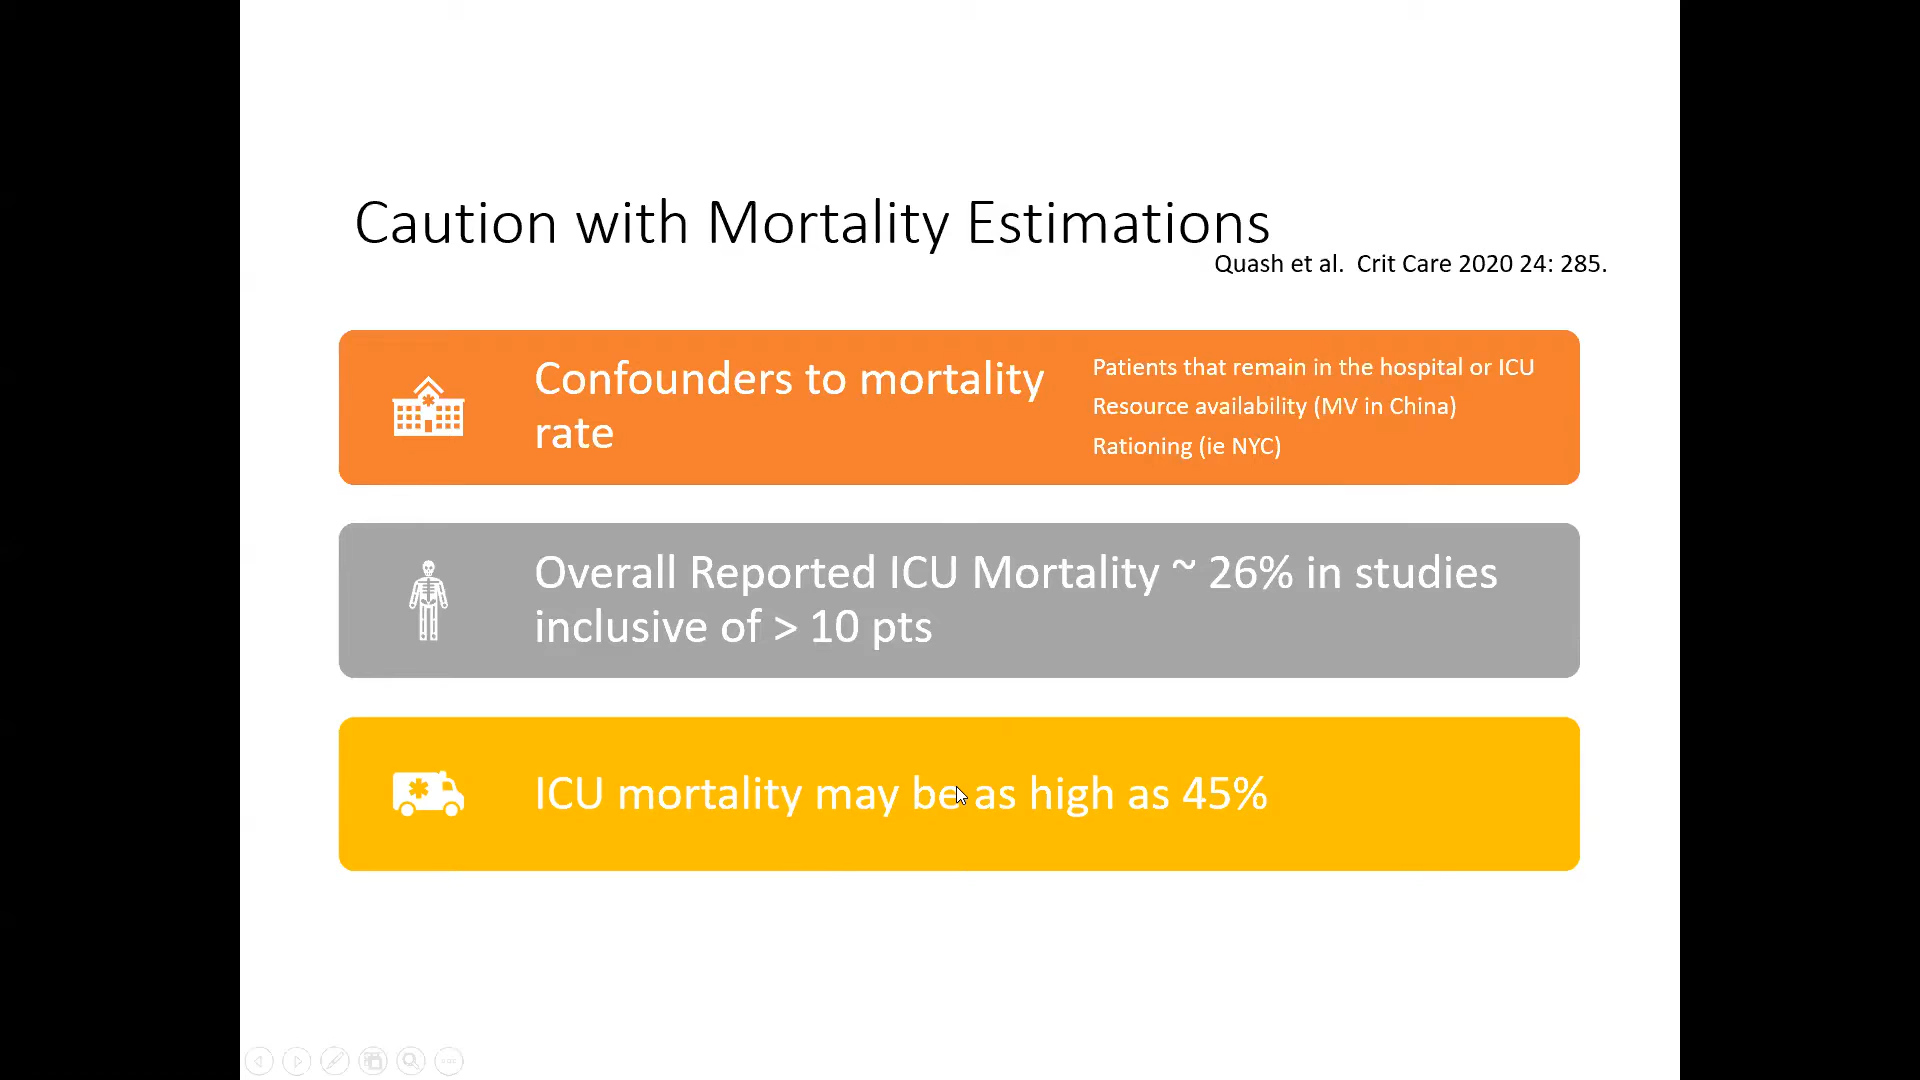 Caution with Mortality Estimations
Quash et al.  Crit Care 2020 24: 285.
Confounders to mortality
rate
Patients that remain in the hospital or ICU
Resource availability (MV in China)
Rationing (ie NYC)
Overall Reported ICU Mortality ~ 26% in studies
inclusive of > 10 pts
ICU mortality may be as high as 45%